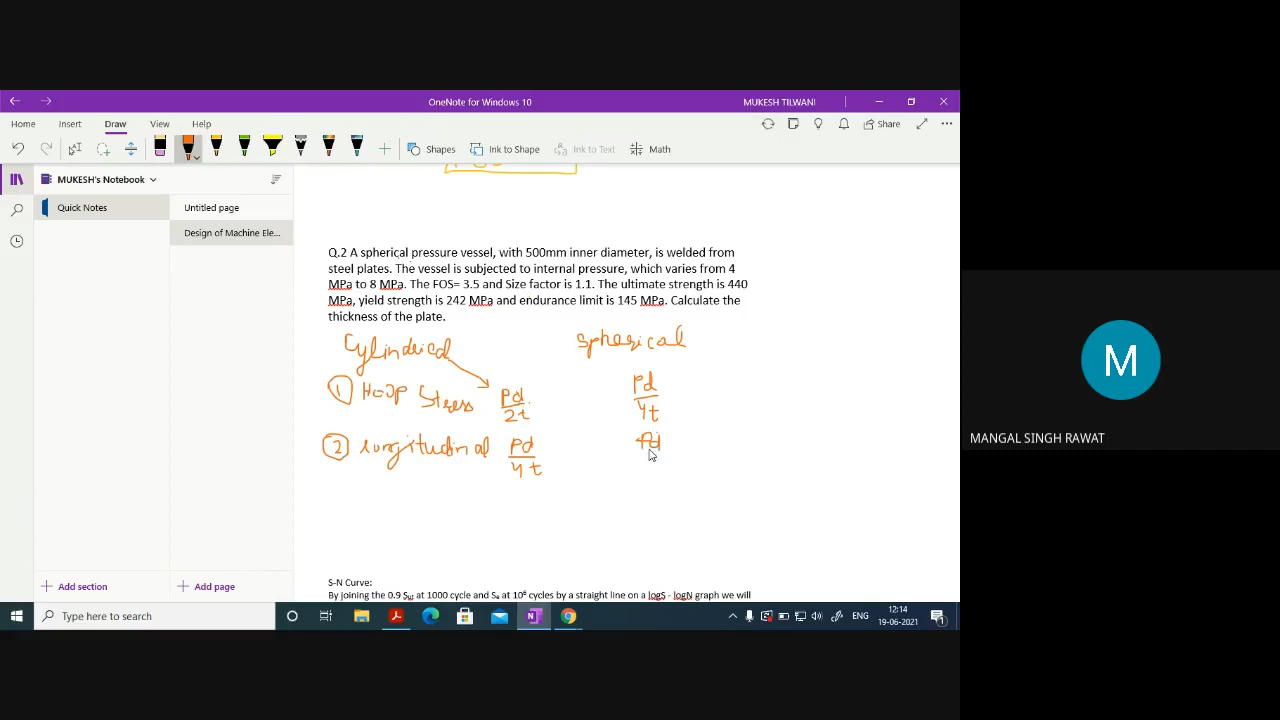 OneNote for Windows 10
MUKESH TILWANI
Home Insert Draw View Help
Share
Shapes Ink to Shape Ink to Text Math
MUKESH's Notebook
Quick Notes
Untitled page
Design of Machine Ele...
Q.2 A spherical pressure vessel, with 500mm inner diameter, is welded from
steel plates. The vessel is subjected to internal pressure, which varies from 4
MPa to 8 MPa. The FOS= 3.5 and Size factor is 1.1. The ultimate strength is 440
MPa, yield strength is 242 MPa and endurance limit is 145 MPa. Calculate the
thickness of the plate.
Cylindrical Spherical
① Hoop Stress Pd/2t Pd/4t
② longitudinal Pd/4t Pd
S-N Curve:
By joining the 0.9 Sut at 1000 cycle and Se at 10⁶ cycles by a straight line on a logS - logN graph we will
Add section
Add page
Type here to search
ENG
12:14
19-06-2021
1
M
MANGAL SINGH RAWAT